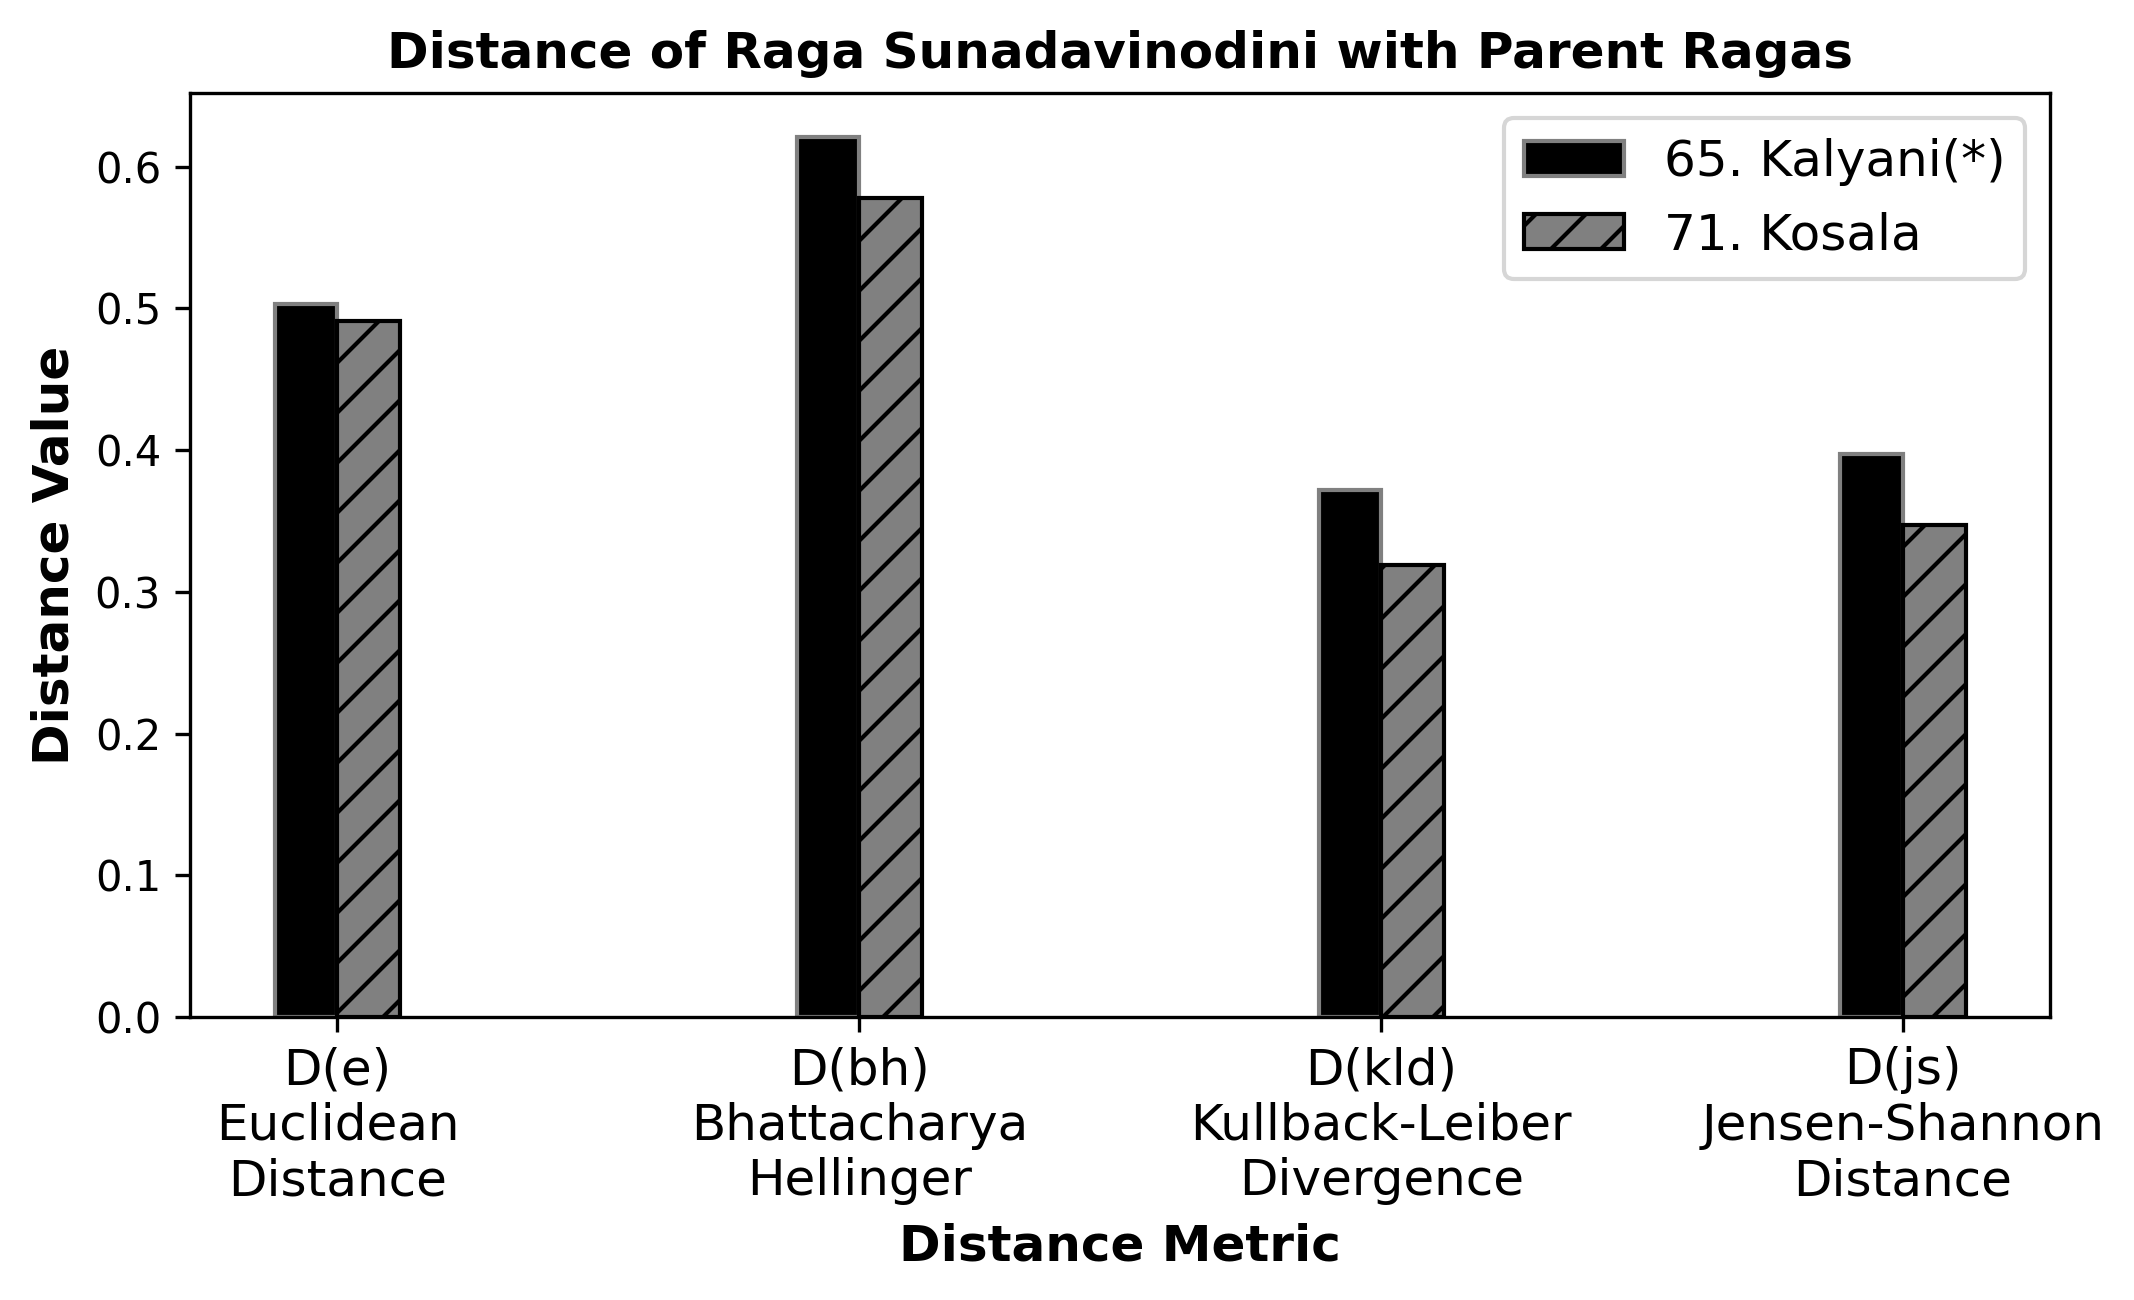 Distance of Raga Sunadavinodini with Parent Ragas
65. Kalyani(*)
71. Kosala
Distance Value
0.6
0.5
0.4
0.3
0.2
0.1
0.0
D(e)
Euclidean
Distance
D(bh)
Bhattacharya
Hellinger
D(kld)
Kullback-Leiber
Divergence
D(js)
Jensen-Shannon
Distance
Distance Metric